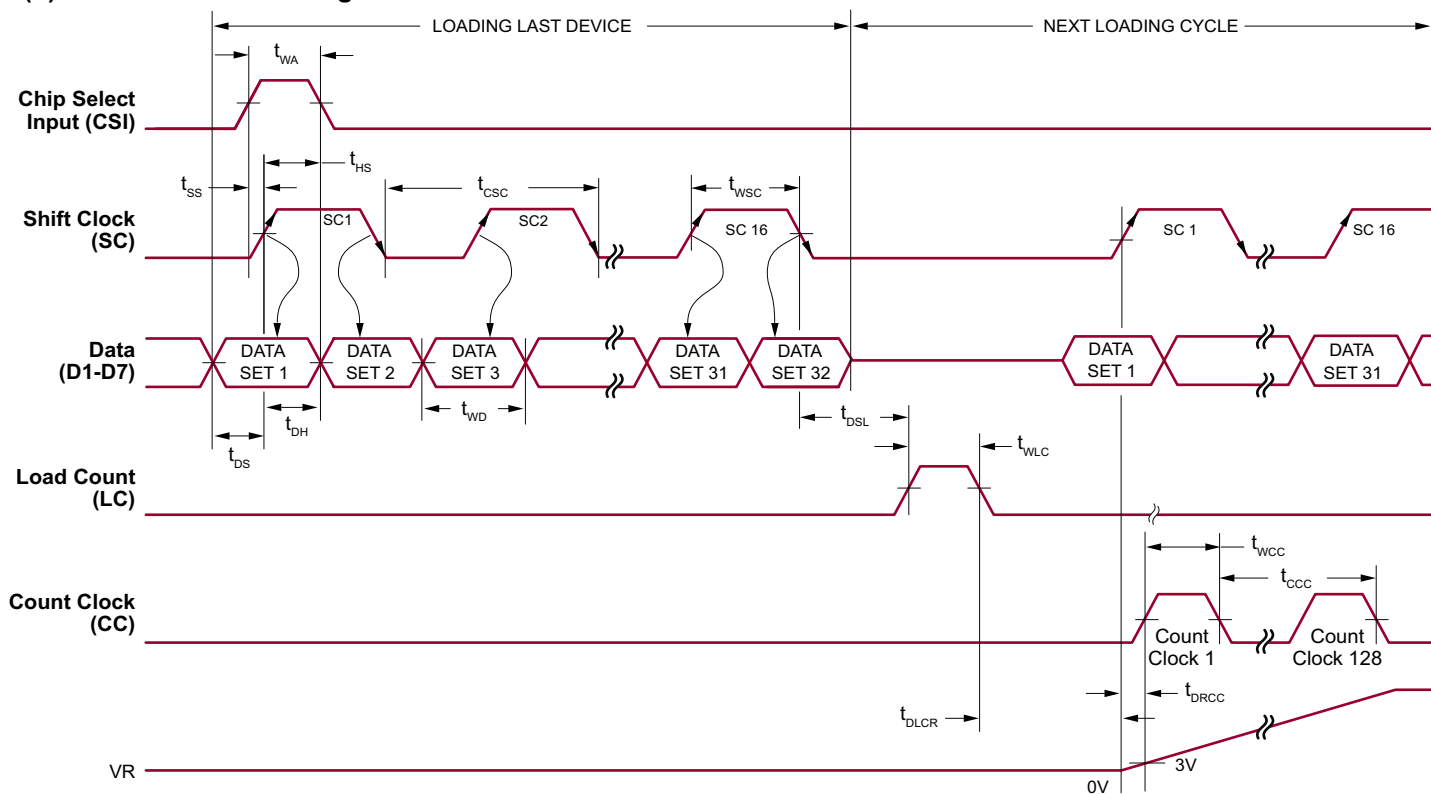 LOADING LAST DEVICE
NEXT LOADING CYCLE
tWA
Chip Select
Input (CSI)
tSS
tHS
tCSC
tWSC
Shift Clock
(SC)
SC1
SC2
SC 16
SC 1
SC 16
Data
(D1-D7)
DATA
SET 1
DATA
SET 2
DATA
SET 3
DATA
SET 31
DATA
SET 32
DATA
SET 1
DATA
SET 31
tDS
tDH
tWD
tDSL
tWLC
Load Count
(LC)
tWCC
tCCC
Count Clock
(CC)
Count
Clock 1
Count
Clock 128
tDRCC
tDLCR
VR
0V
3V